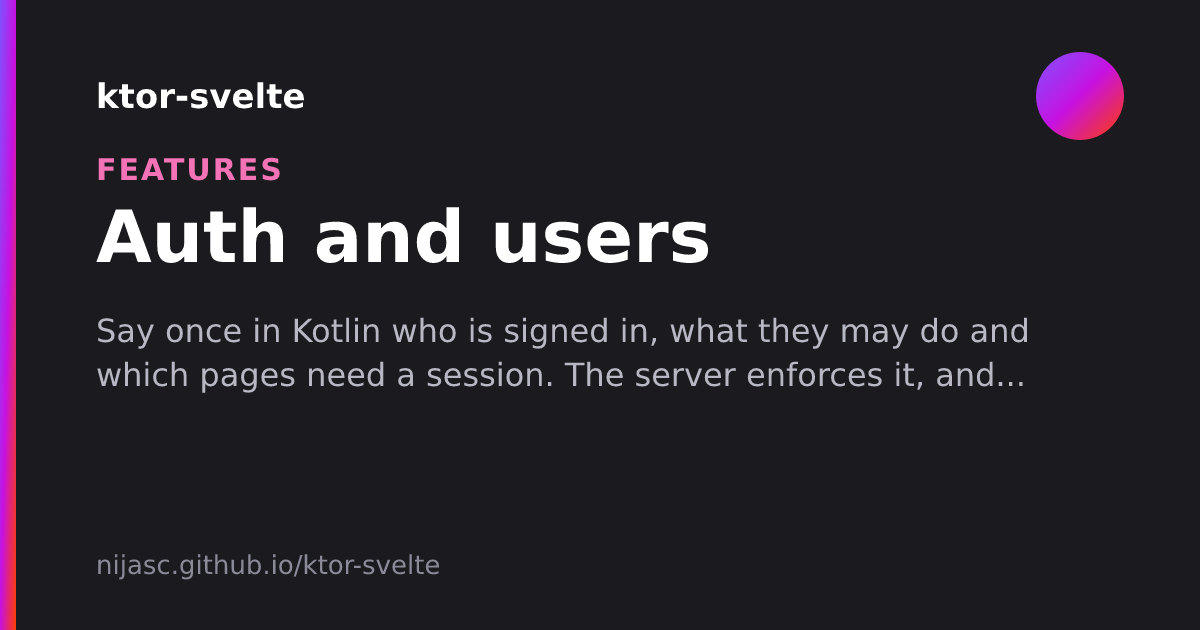 ktor-svelte
FEATURES
Auth and users
Say once in Kotlin who is signed in, what they may do and
which pages need a session. The server enforces it, and...
nijasc.github.io/ktor-svelte